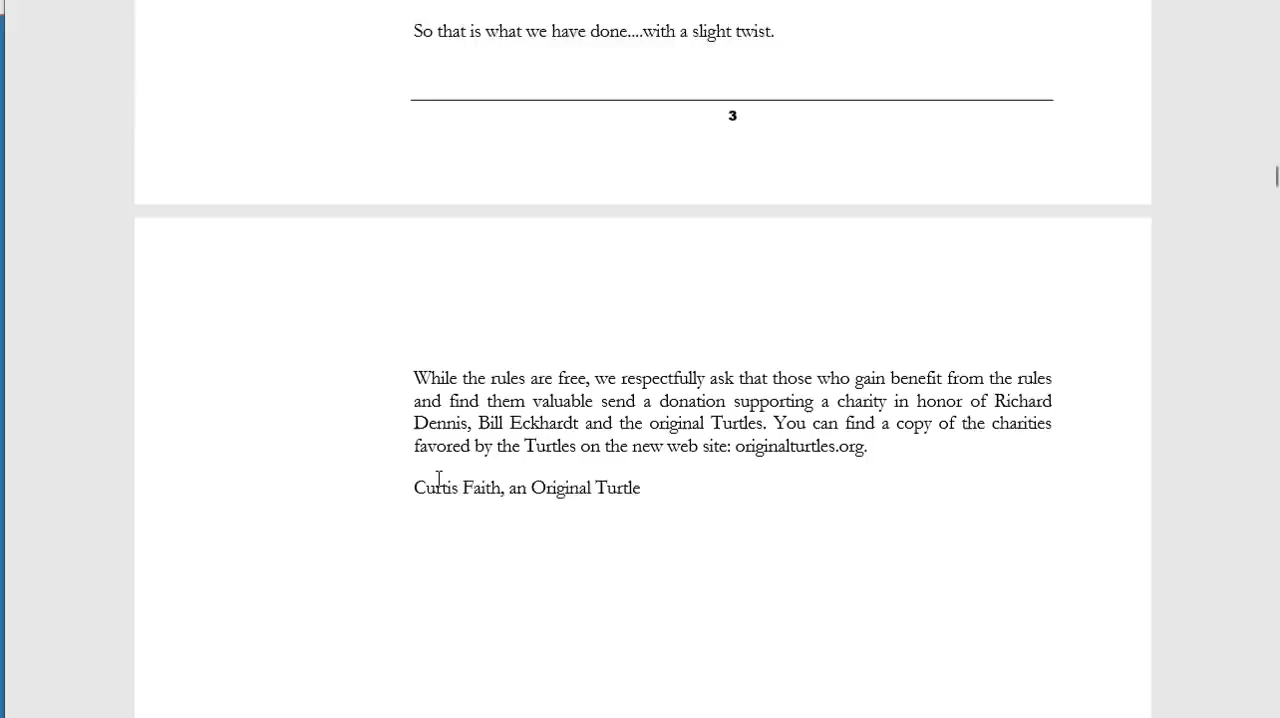 So that is what we have done....with a slight twist.
3
While the rules are free, we respectfully ask that those who gain benefit from the rules
and find them valuable send a donation supporting a charity in honor of Richard
Dennis, Bill Eckhardt and the original Turtles. You can find a copy of the charities
favored by the Turtles on the new web site: originalturtles.org.
Curtis Faith, an Original Turtle